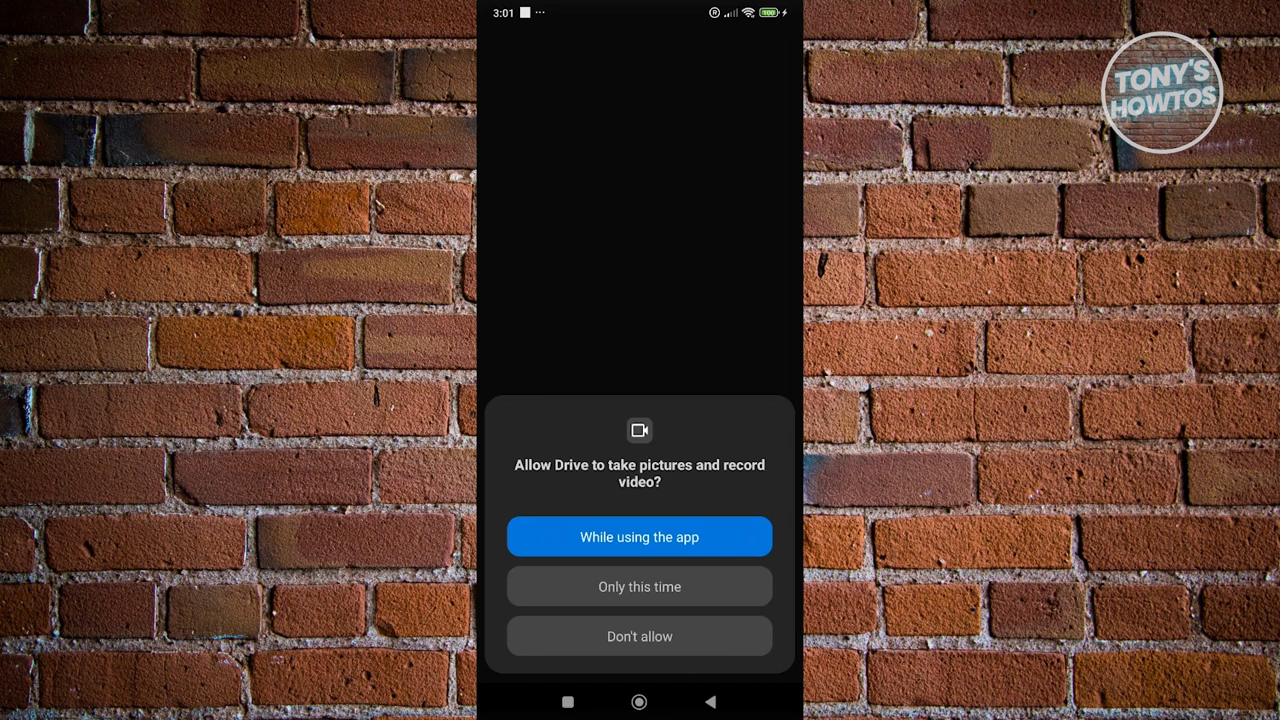 3:01
100
TONY'S
HOWTOS
Allow Drive to take pictures and record
video?
While using the app
Only this time
Don't allow